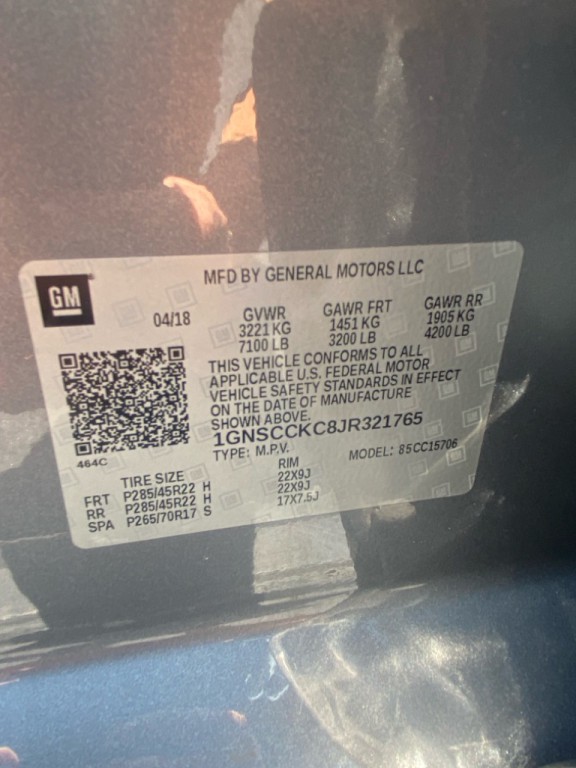 GM
MFD BY GENERAL MOTORS LLC
04/18
GVWR GAWR FRT GAWR RR
3221 KG 1451 KG 1905 KG
7100 LB 3200 LB 4200 LB
THIS VEHICLE CONFORMS TO ALL
APPLICABLE U.S. FEDERAL MOTOR
VEHICLE SAFETY STANDARDS IN EFFECT
ON THE DATE OF MANUFACTURE
SHOWN ABOVE.
1GNSCCKC8JR321765
TYPE: M.P.V. MODEL: 85CC15706
464C
TIRE SIZE RIM
FRT P285/45R22 H 22X9J
RR P285/45R22 H 22X9J
SPA P265/70R17 S 17X7.5J